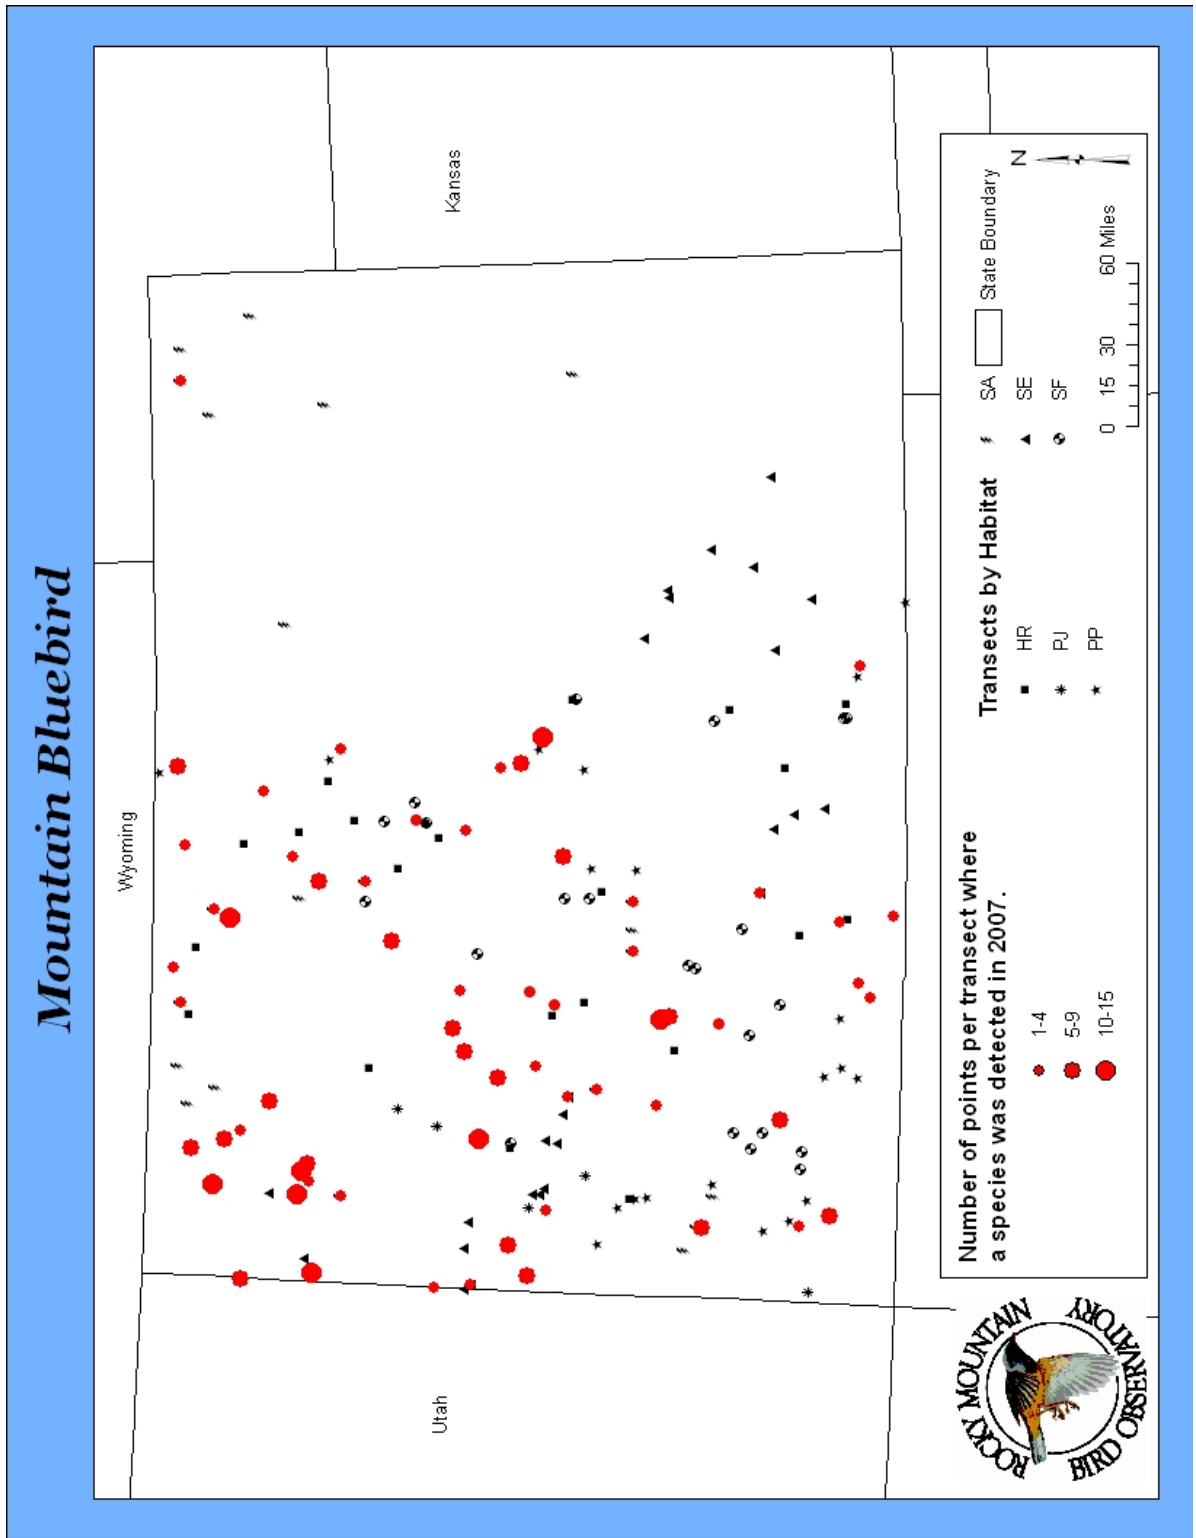 Mountain Bluebird
Wyoming
Utah
Kansas
Number of points per transect where
a species was detected in 2007.
1-4
5-9
10-15
Transects by Habitat
HR
PJ
PP
SA
SE
SF
State Boundary
N
0 15 30 60 Miles
ROCKY MOUNTAIN
BIRD OBSERVATORY